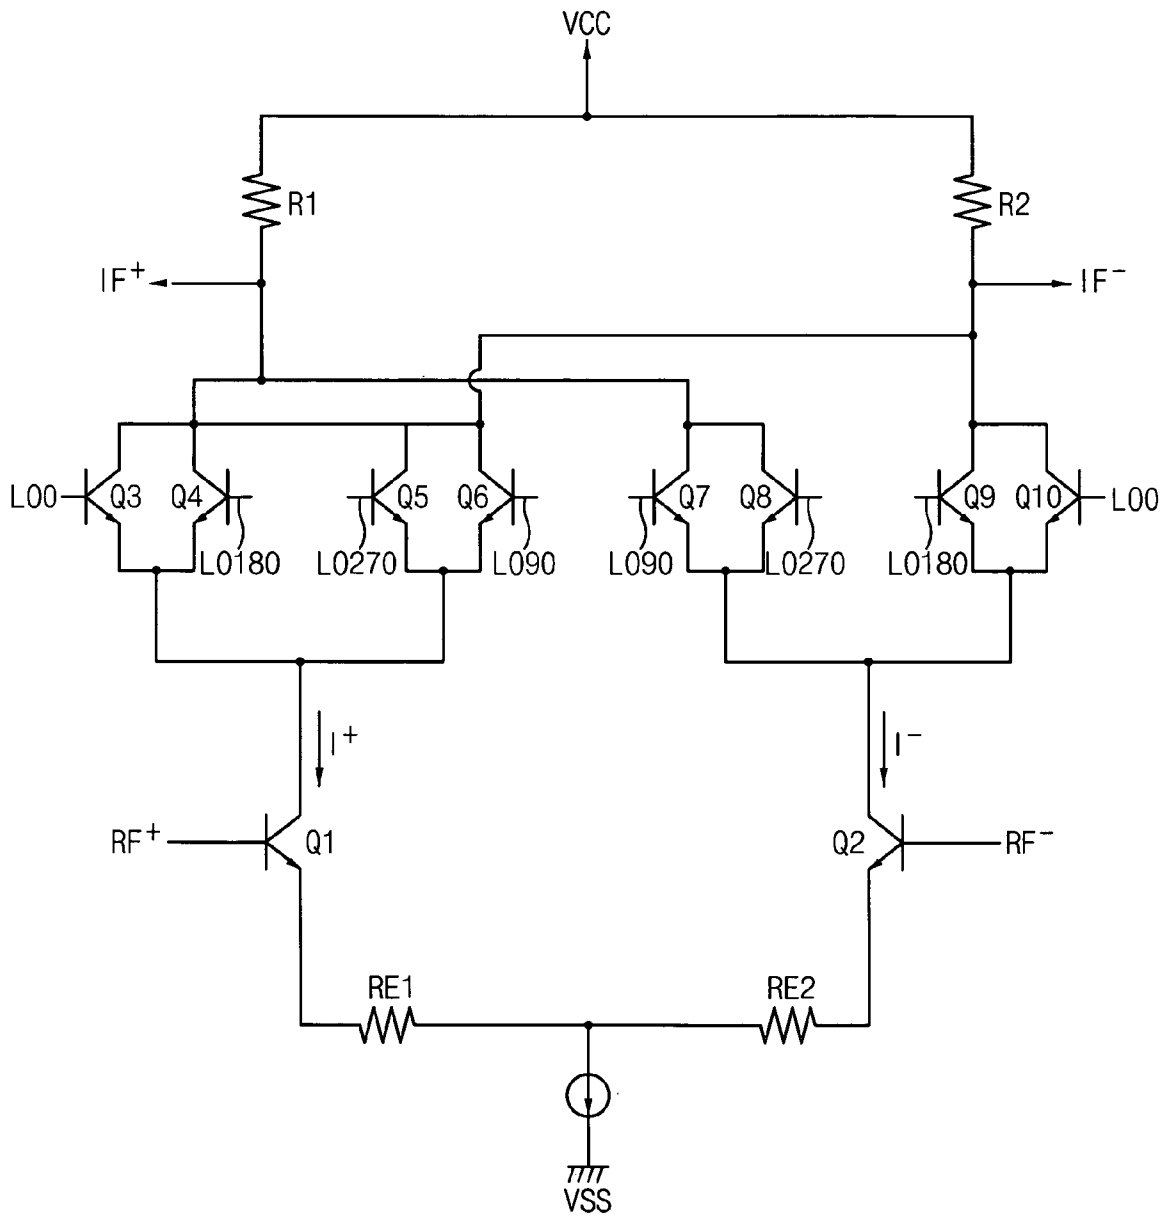 VCC
R1
R2
IF+
IF-
LO0
Q3
Q4
Q5
Q6
Q7
Q8
Q9
Q10
LO0
LO180
LO270
LO90
LO90
LO270
LO180
I+
I-
RF+
Q1
Q2
RF-
RE1
RE2
VSS